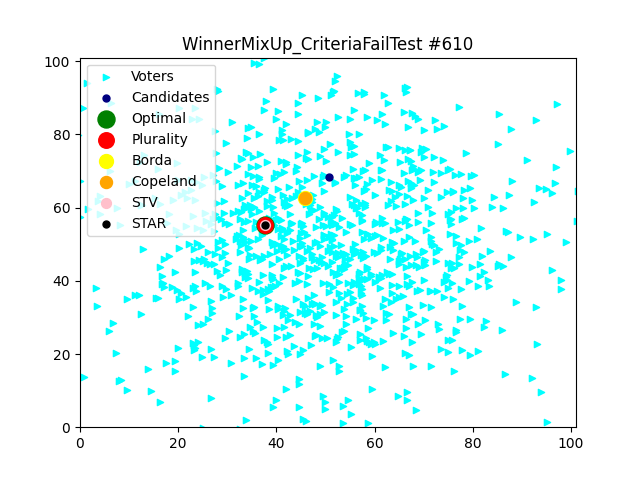 WinnerMixUp_CriteriaFailTest #610
100
80
60
40
20
0
Voters
Candidates
Optimal
Plurality
Borda
Copeland
STV
STAR
0 20 40 60 80 100